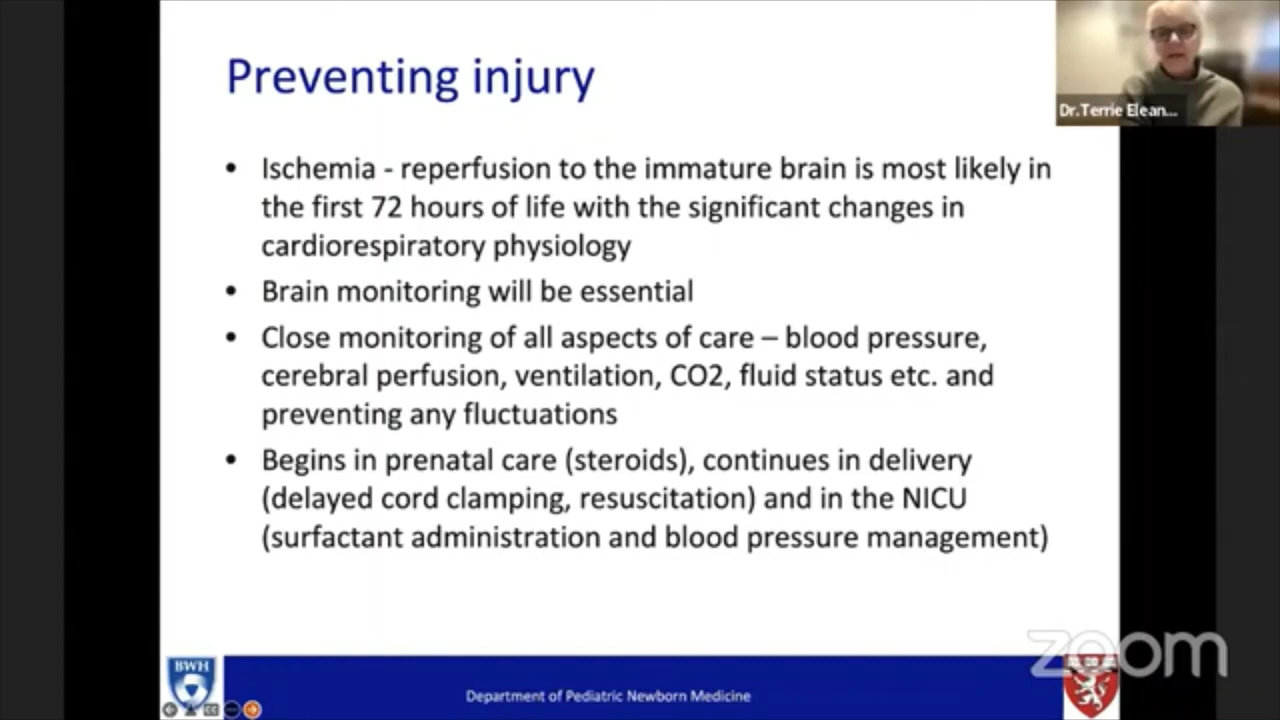 Preventing injury
Dr.Terrie Elean...
• Ischemia - reperfusion to the immature brain is most likely in
the first 72 hours of life with the significant changes in
cardiorespiratory physiology
• Brain monitoring will be essential
• Close monitoring of all aspects of care – blood pressure,
cerebral perfusion, ventilation, CO2, fluid status etc. and
preventing any fluctuations
• Begins in prenatal care (steroids), continues in delivery
(delayed cord clamping, resuscitation) and in the NICU
(surfactant administration and blood pressure management)
zoom
BWH
Department of Pediatric Newborn Medicine